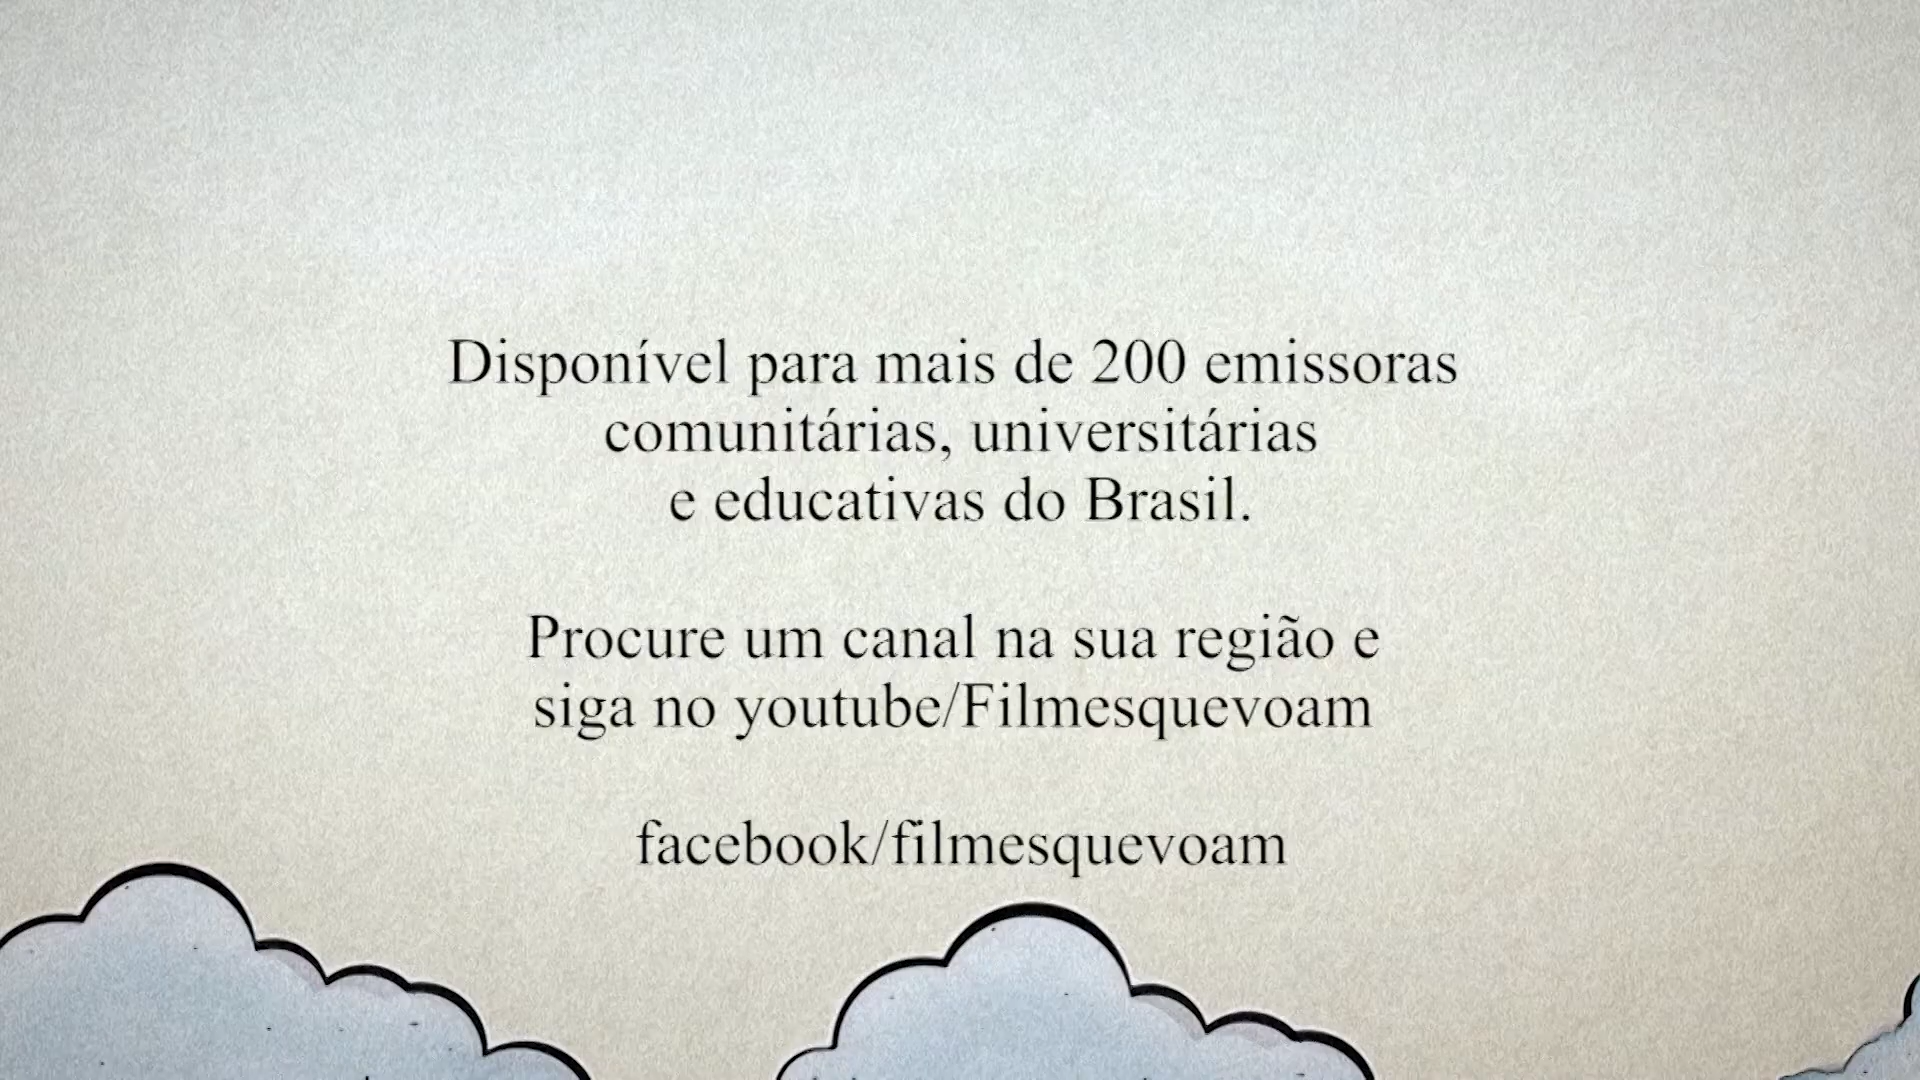 Disponível para mais de 200 emissoras
comunitárias, universitárias
e educativas do Brasil.
Procure um canal na sua região e
siga no youtube/Filmesquevoam
facebook/filmesquevoam